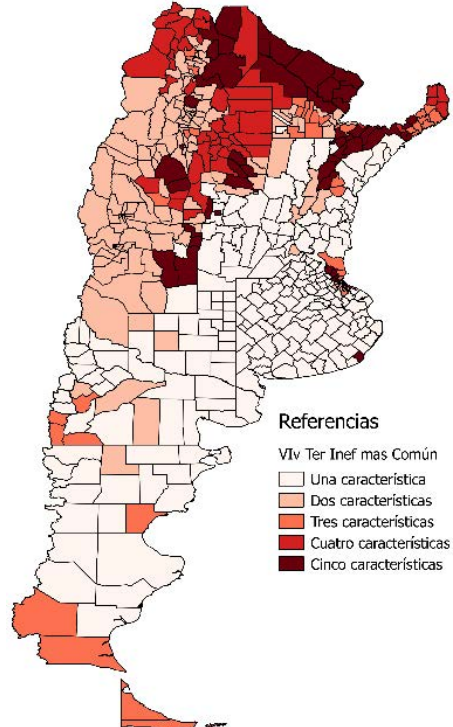 Referencias
VIv Ter Inef mas Común
Una característica
Dos características
Tres características
Cuatro características
Cinco características